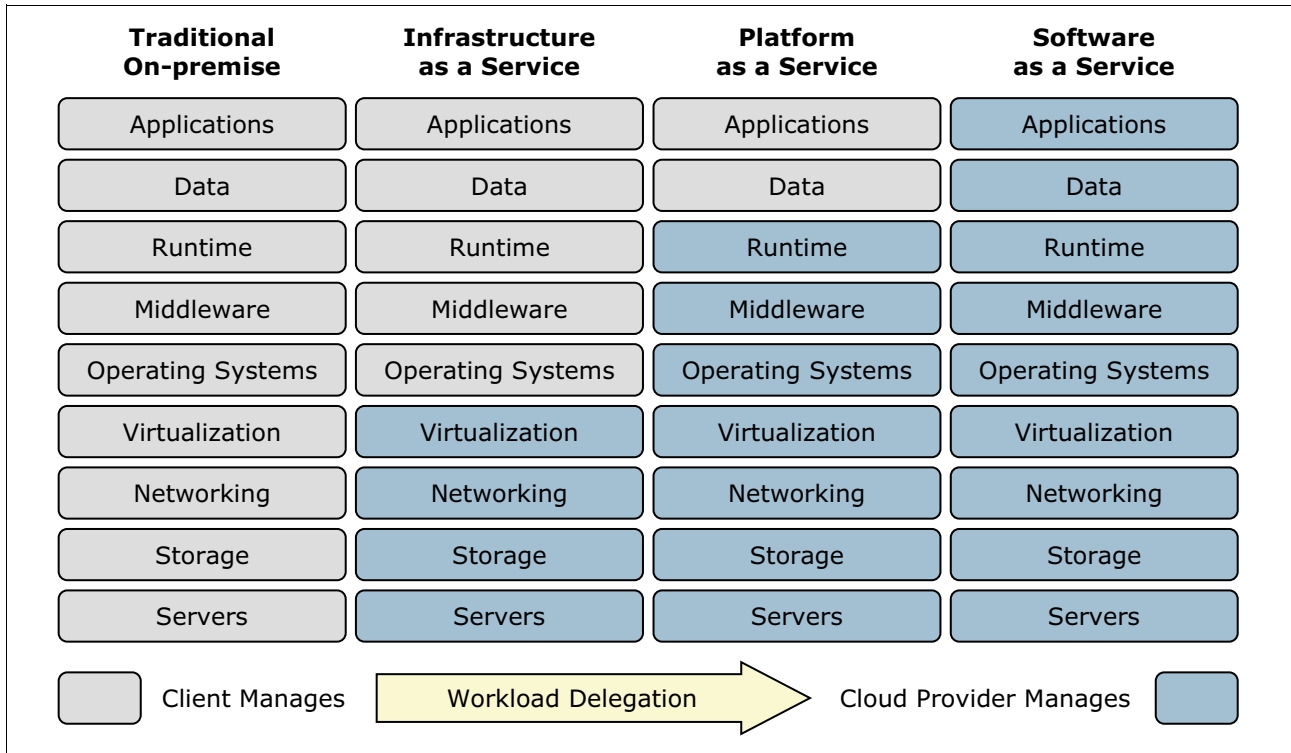 Traditional
On-premise
Infrastructure
as a Service
Platform
as a Service
Software
as a Service
Applications Applications Applications Applications
Data Data Data Data
Runtime Runtime Runtime Runtime
Middleware Middleware Middleware Middleware
Operating Systems Operating Systems Operating Systems Operating Systems
Virtualization Virtualization Virtualization Virtualization
Networking Networking Networking Networking
Storage Storage Storage Storage
Servers Servers Servers Servers
Client Manages Workload Delegation Cloud Provider Manages